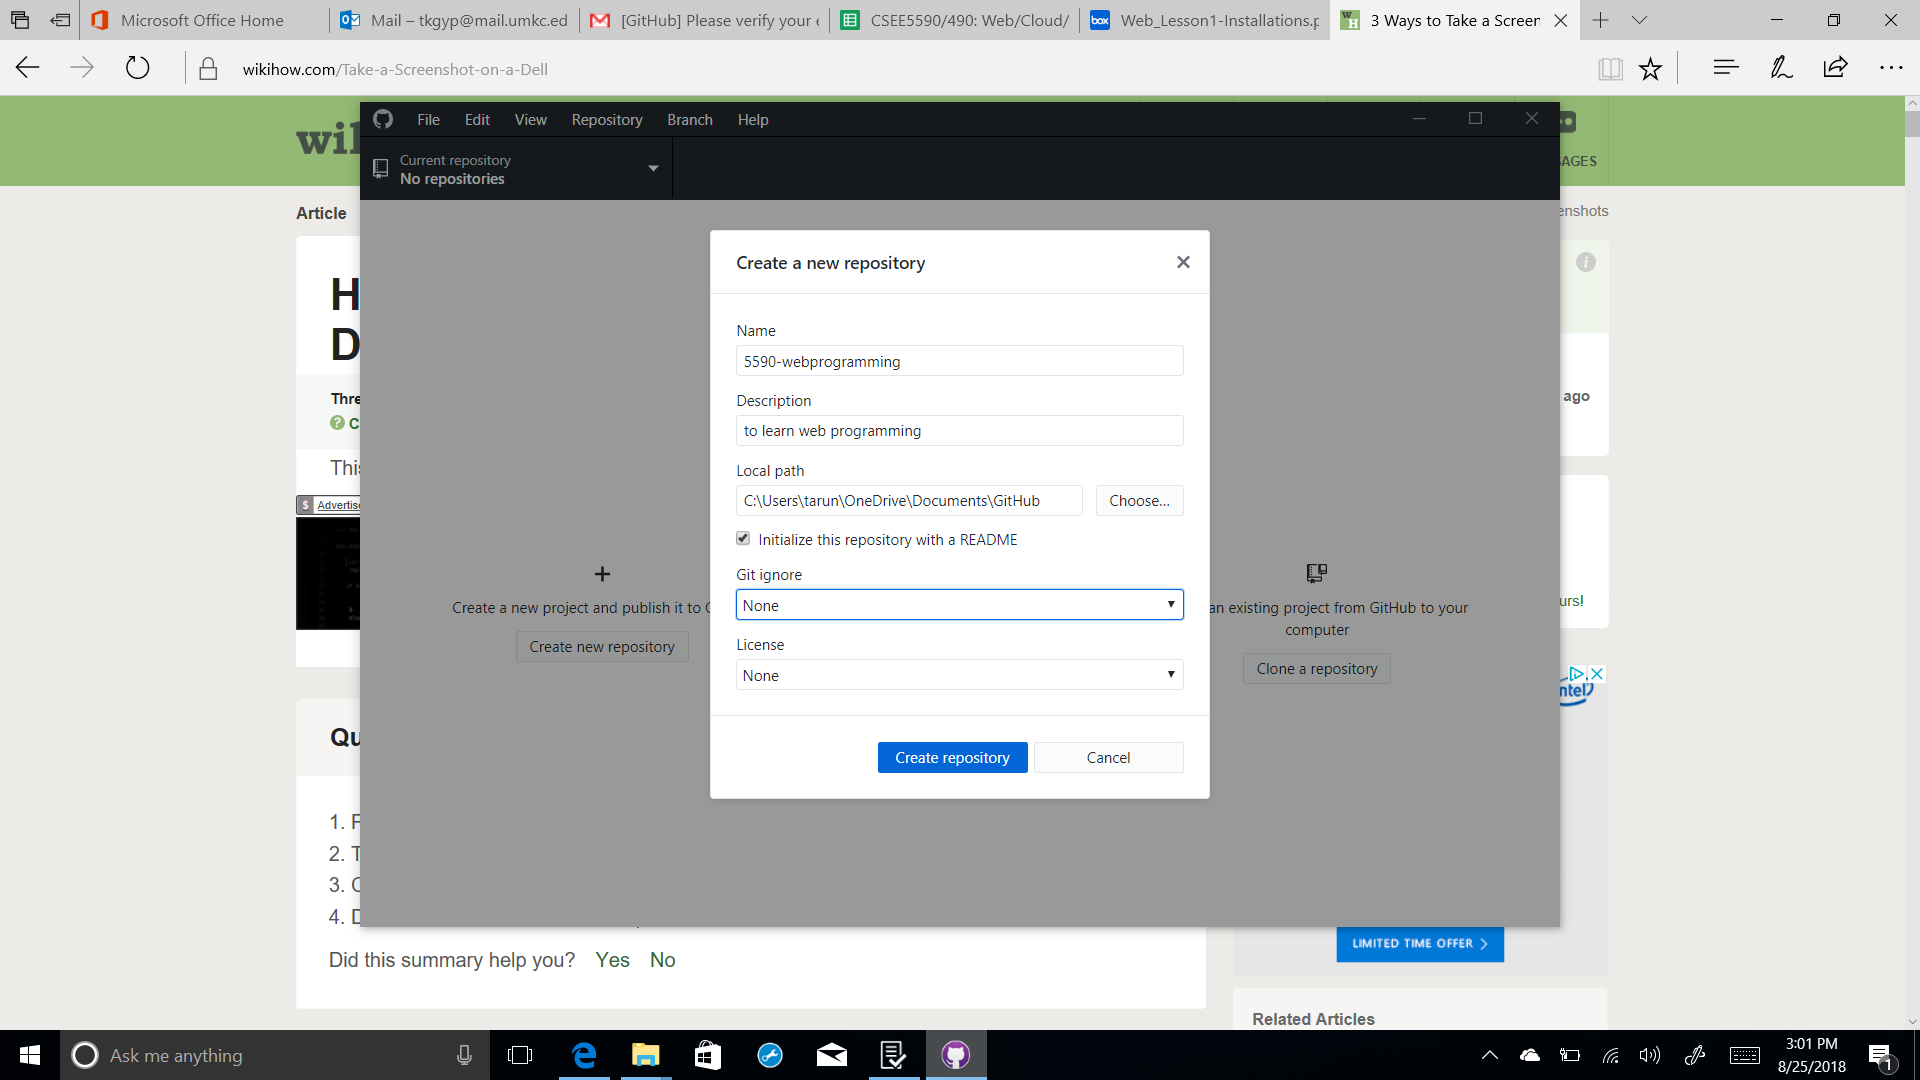 Microsoft Office Home
Mail – tkgyp@mail.umkc.ed
[GitHub] Please verify your e
CSEE5590/490: Web/Cloud/
Web_Lesson1-Installations.p
3 Ways to Take a Screen
wikihow.com/Take-a-Screenshot-on-a-Dell
File Edit View Repository Branch Help
Current repository
No repositories
AGES
Article
enshots
Create a new repository
H
D
Name
5590-webprogramming
Thre
ago
Description
C
to learn web programming
This
Local path
C:\Users\tarun\OneDrive\Documents\GitHub
Choose...
$ Advertise
Initialize this repository with a README
Git ignore
None
Create a new project and publish it to G
an existing project from GitHub to your
computer
urs!
Create new repository
License
None
Clone a repository
ntel
Qu
Create repository
Cancel
1. F
2. T
3. C
4. D
LIMITED TIME OFFER
Did this summary help you? Yes No
Related Articles
Ask me anything
3:01 PM
8/25/2018
1